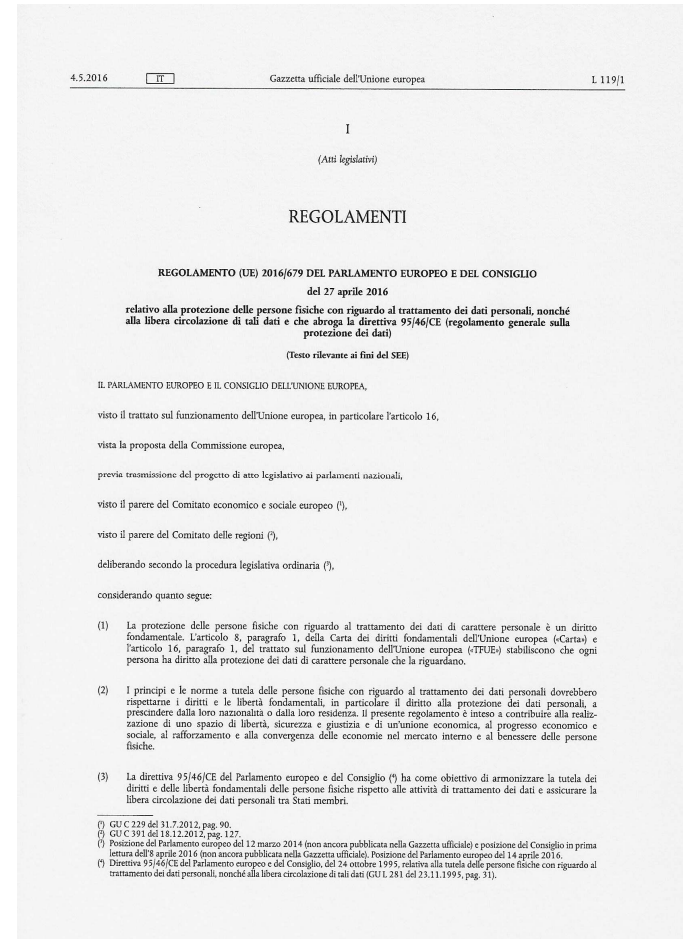 4.5.2016 IT Gazzetta ufficiale dell'Unione europea L 119/1
I
(Atti legislativi)
REGOLAMENTI
REGOLAMENTO (UE) 2016/679 DEL PARLAMENTO EUROPEO E DEL CONSIGLIO
del 27 aprile 2016
relativo alla protezione delle persone fisiche con riguardo al trattamento dei dati personali, nonché
alla libera circolazione di tali dati e che abroga la direttiva 95/46/CE (regolamento generale sulla
protezione dei dati)
(Testo rilevante ai fini del SEE)
IL PARLAMENTO EUROPEO E IL CONSIGLIO DELL'UNIONE EUROPEA,
visto il trattato sul funzionamento dell'Unione europea, in particolare l'articolo 16,
vista la proposta della Commissione europea,
previa trasmissione del progetto di atto legislativo ai parlamenti nazionali,
visto il parere del Comitato economico e sociale europeo (¹),
visto il parere del Comitato delle regioni (²),
deliberando secondo la procedura legislativa ordinaria (³),
considerando quanto segue:
(1) La protezione delle persone fisiche con riguardo al trattamento dei dati di carattere personale è un diritto
fondamentale. L'articolo 8, paragrafo 1, della Carta dei diritti fondamentali dell'Unione europea («Carta») e
l'articolo 16, paragrafo 1, del trattato sul funzionamento dell'Unione europea («TFUE») stabiliscono che ogni
persona ha diritto alla protezione dei dati di carattere personale che la riguardano.
(2) I principi e le norme a tutela delle persone fisiche con riguardo al trattamento dei dati personali dovrebbero
rispettarne i diritti e le libertà fondamentali, in particolare il diritto alla protezione dei dati personali, a
prescindere dalla loro nazionalità o dalla loro residenza. Il presente regolamento è inteso a contribuire alla realiz-
zazione di uno spazio di libertà, sicurezza e giustizia e di un'unione economica, al progresso economico e
sociale, al rafforzamento e alla convergenza delle economie nel mercato interno e al benessere delle persone
fisiche.
(3) La direttiva 95/46/CE del Parlamento europeo e del Consiglio (⁴) ha come obiettivo di armonizzare la tutela dei
diritti e delle libertà fondamentali delle persone fisiche rispetto alle attività di trattamento dei dati e assicurare la
libera circolazione dei dati personali tra Stati membri.
(¹) GU C 229 del 31.7.2012, pag. 90.
(²) GU C 391 del 18.12.2012, pag. 127.
(³) Posizione del Parlamento europeo del 12 marzo 2014 (non ancora pubblicata nella Gazzetta ufficiale) e posizione del Consiglio in prima
lettura dell'8 aprile 2016 (non ancora pubblicata nella Gazzetta ufficiale). Posizione del Parlamento europeo del 14 aprile 2016.
(⁴) Direttiva 95/46/CE del Parlamento europeo e del Consiglio, del 24 ottobre 1995, relativa alla tutela delle persone fisiche con riguardo al
trattamento dei dati personali, nonché alla libera circolazione di tali dati (GU L 281 del 23.11.1995, pag. 31).